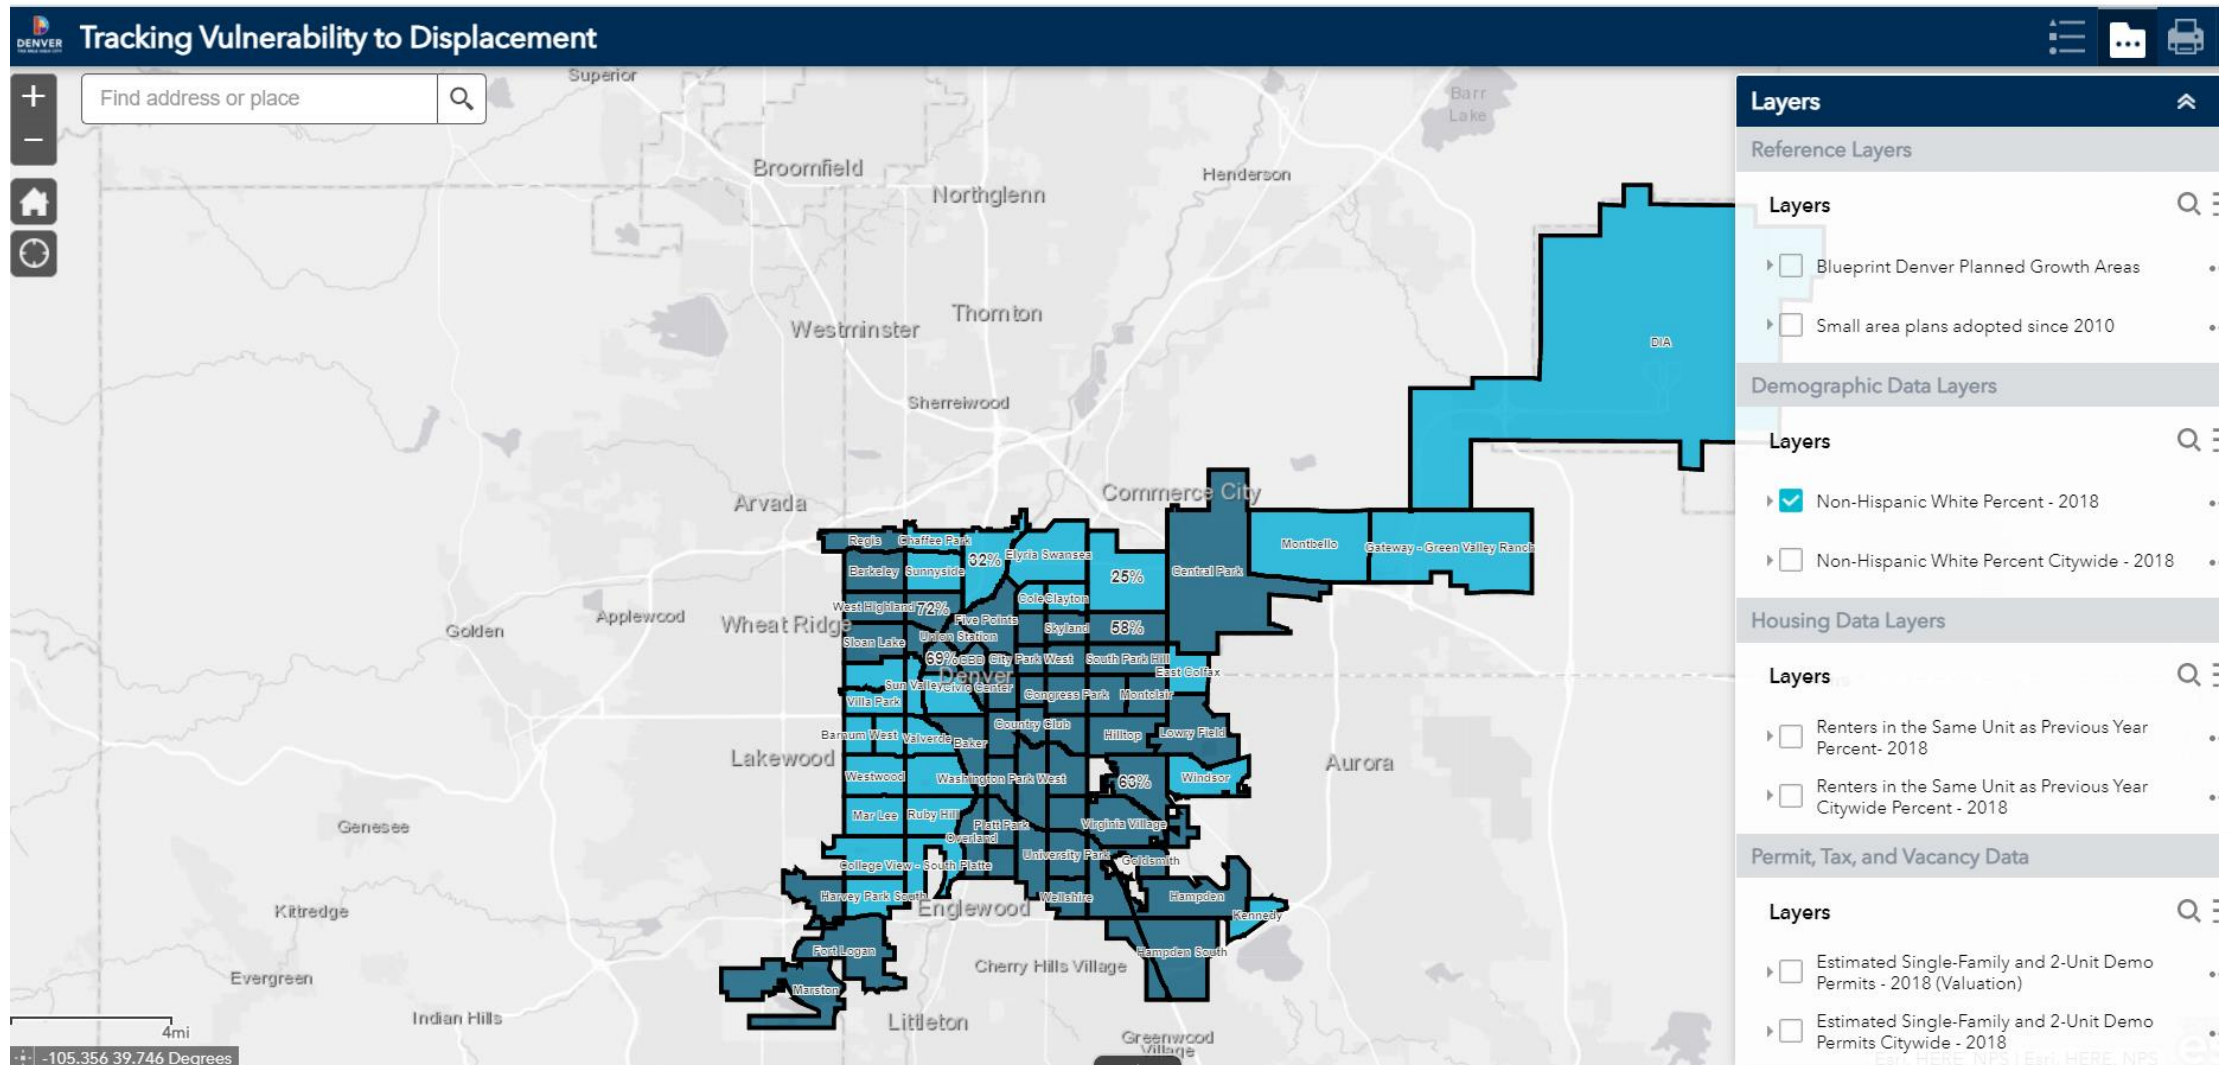 DENVER
Tracking Vulnerability to Displacement
Find address or place
Superior
Barr
Lake
Broomfield
Henderson
Northglenn
Thornton
Westminster
DIA
Sherrelwood
Commerce City
Arvada
Regis
Chaffee Park
32%
Elyria Swansea
Montbello
Gateway - Green Valley Ranch
Berkeley
Sunnyside
25%
Central Park
Applewood
Golden
Wheat Ridge
West Highland
72%
Cole
Clayton
Five Points
Skyland
58%
Sloan Lake
Union Station
69%
CBD
City Park West
South Park Hill
East Colfax
Denver
Sun Valley
Civic Center
Villa Park
Congress Park
Montclair
Country Club
Barnum West
Valverde
Baker
Hilltop
Lowry Field
Lakewood
Aurora
Westwood
Washington Park West
63%
Windsor
Mar Lee
Ruby Hill
Platt Park
Virginia Village
Genesee
Overland
University Park
Goldsmith
College View - South Platte
Harvey Park South
Wellshire
Hampden
Kittredge
Englewood
Kennedy
Fort Logan
Hampden South
Cherry Hills Village
Evergreen
Marston
Indian Hills
Littleton
Greenwood
Village
4mi
-105.356 39.746 Degrees
Layers
Reference Layers
Layers
Blueprint Denver Planned Growth Areas
Small area plans adopted since 2010
Demographic Data Layers
Layers
Non-Hispanic White Percent - 2018
Non-Hispanic White Percent Citywide - 2018
Housing Data Layers
Layers
Renters in the Same Unit as Previous Year
Percent- 2018
Renters in the Same Unit as Previous Year
Citywide Percent - 2018
Permit, Tax, and Vacancy Data
Layers
Estimated Single-Family and 2-Unit Demo
Permits - 2018 (Valuation)
Estimated Single-Family and 2-Unit Demo
Permits Citywide - 2018
Esri, HERE, NPS | Esri, HERE, NPS